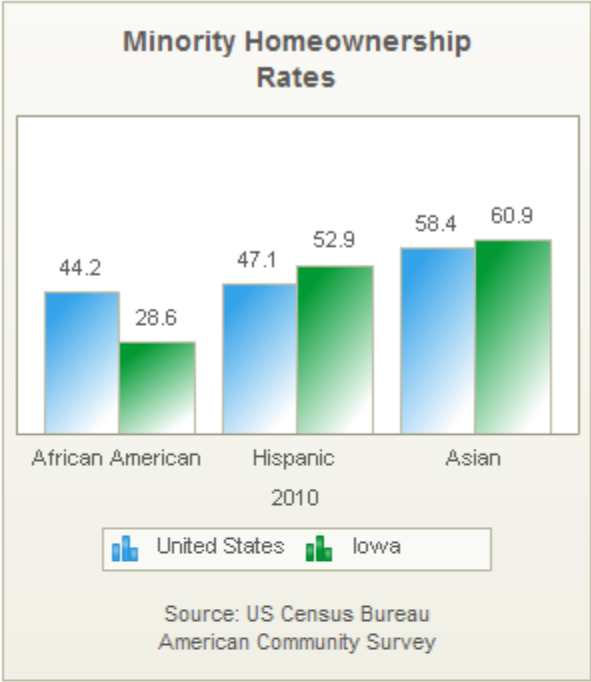 Minority Homeownership
Rates
44.2
28.6
47.1
52.9
58.4
60.9
African American
Hispanic
Asian
2010
United States
Iowa
Source: US Census Bureau
American Community Survey